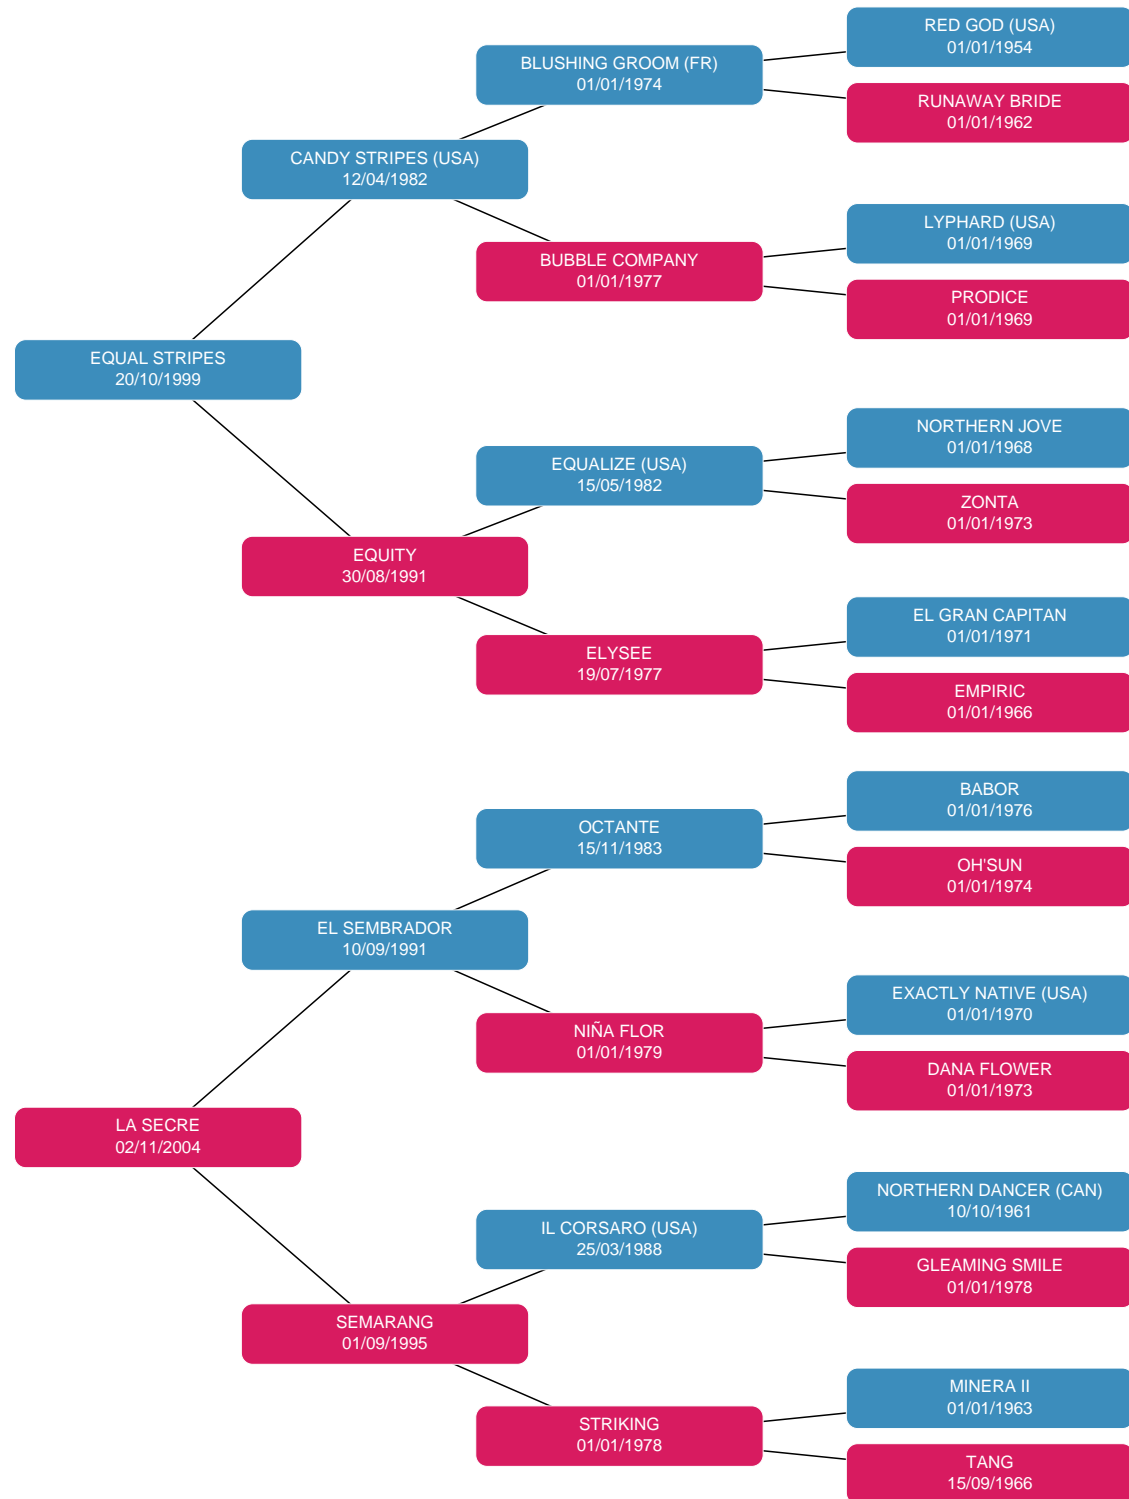 RED GOD (USA)
01/01/1954
BLUSHING GROOM (FR)
01/01/1974
RUNAWAY BRIDE
01/01/1962
CANDY STRIPES (USA)
12/04/1982
LYPHARD (USA)
01/01/1969
BUBBLE COMPANY
01/01/1977
PRODICE
01/01/1969
EQUAL STRIPES
20/10/1999
NORTHERN JOVE
01/01/1968
EQUALIZE (USA)
15/05/1982
ZONTA
01/01/1973
EQUITY
30/08/1991
EL GRAN CAPITAN
01/01/1971
ELYSEE
19/07/1977
EMPIRIC
01/01/1966
BABOR
01/01/1976
OCTANTE
15/11/1983
OH'SUN
01/01/1974
EL SEMBRADOR
10/09/1991
EXACTLY NATIVE (USA)
01/01/1970
NIÑA FLOR
01/01/1979
DANA FLOWER
01/01/1973
LA SECRE
02/11/2004
NORTHERN DANCER (CAN)
10/10/1961
IL CORSARO (USA)
25/03/1988
GLEAMING SMILE
01/01/1978
SEMARANG
01/09/1995
MINERA II
01/01/1963
STRIKING
01/01/1978
TANG
15/09/1966